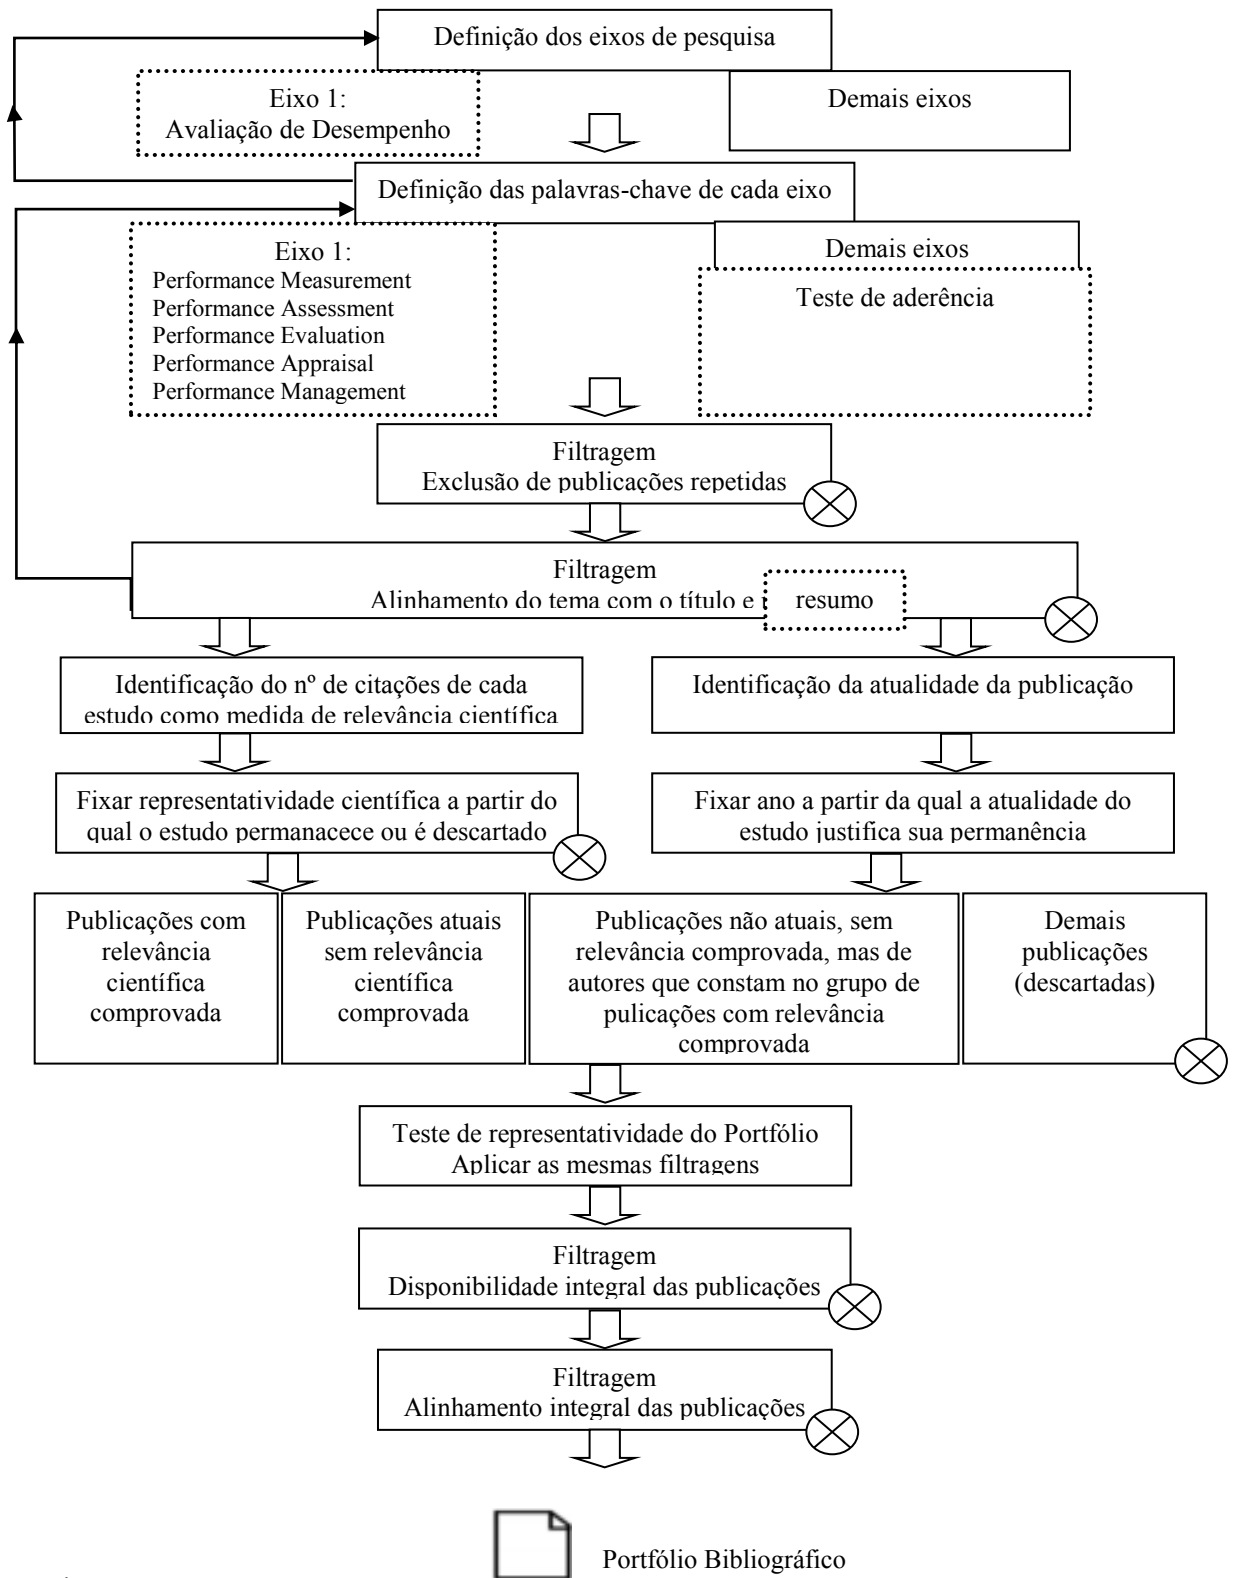 Definição dos eixos de pesquisa
Eixo 1:
Avaliação de Desempenho
Demais eixos
Definição das palavras-chave de cada eixo
Eixo 1:
Performance Measurement
Performance Assessment
Performance Evaluation
Performance Appraisal
Performance Management
Demais eixos
Teste de aderência
Filtragem
Exclusão de publicações repetidas
Filtragem
Alinhamento do tema com o título e
resumo
Identificação do nº de citações de cada
estudo como medida de relevância científica
Identificação da atualidade da publicação
Fixar representatividade científica a partir do
qual o estudo permanacece ou é descartado
Fixar ano a partir da qual a atualidade do
estudo justifica sua permanência
Publicações com
relevância
científica
comprovada
Publicações atuais
sem relevância
científica
comprovada
Publicações não atuais, sem
relevância comprovada, mas de
autores que constam no grupo de
pulicações com relevância
comprovada
Demais
publicações
(descartadas)
Teste de representatividade do Portfólio
Aplicar as mesmas filtragens
Filtragem
Disponibilidade integral das publicações
Filtragem
Alinhamento integral das publicações
Portfólio Bibliográfico